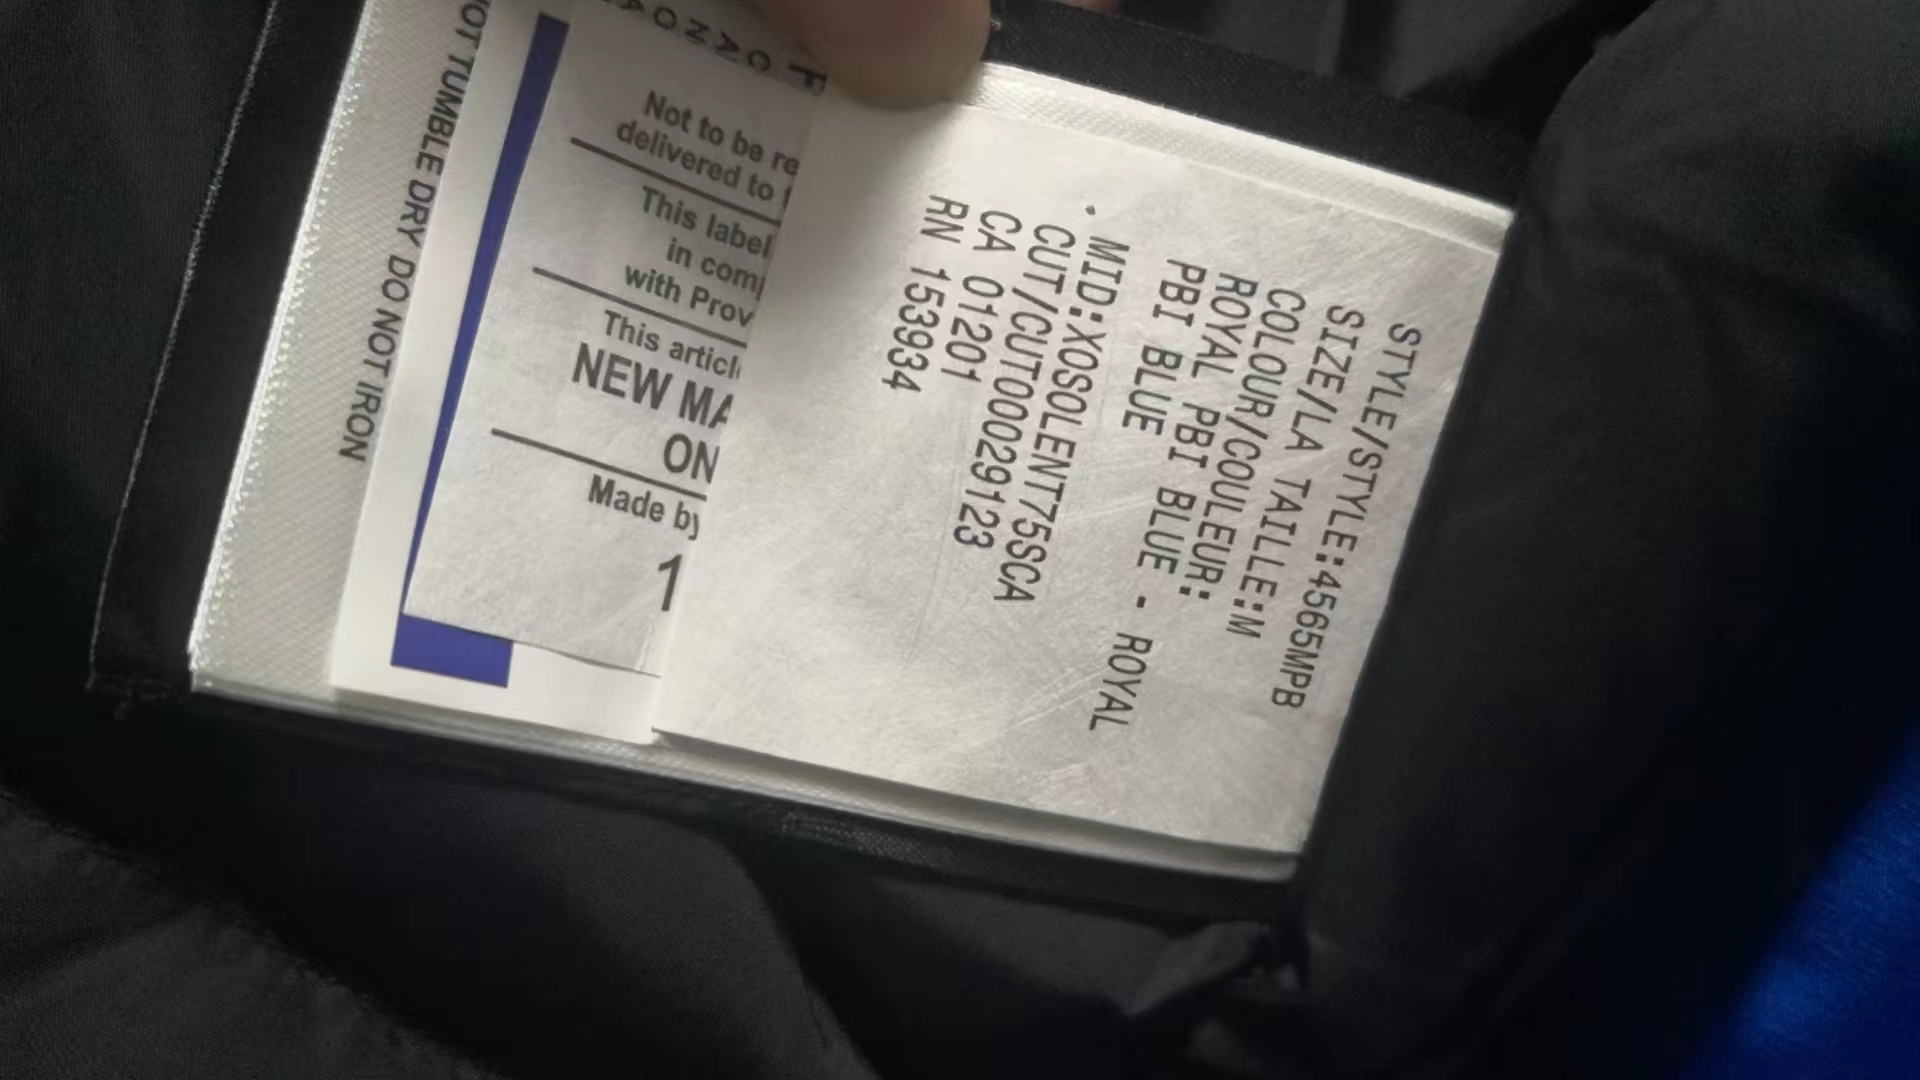 STYLE/STYLE:4565MPB
SIZE/LA TAILLE:M
COLOUR/COULEUR:
ROYAL PBI BLUE - ROYAL
PBI BLUE
MID:XOSOLENT75SCA
CUT/CUT00029123
CA 01201
RN 153934
Not to be re
delivered to
This label
in com
with Prov
This articl
NEW MA
ON
Made by
1
OT TUMBLE DRY DO NOT IRON